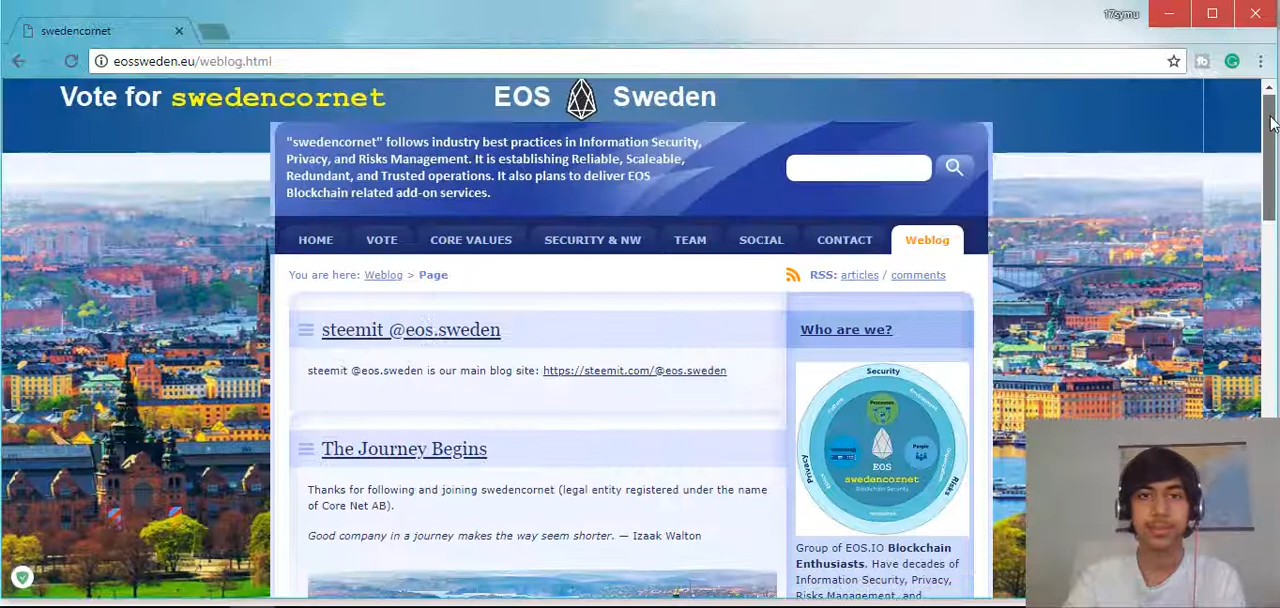 17symu
swedencornet
eossweden.eu/weblog.html
Vote for swedencornet EOS Sweden
"swedencornet" follows industry best practices in Information Security,
Privacy, and Risks Management. It is establishing Reliable, Scaleable,
Redundant, and Trusted operations. It also plans to deliver EOS
Blockchain related add-on services.
HOME VOTE CORE VALUES SECURITY & NW TEAM SOCIAL CONTACT Weblog
You are here: Weblog > Page
RSS: articles / comments
steemit @eos.sweden
steemit @eos.sweden is our main blog site: https://steemit.com/@eos.sweden
The Journey Begins
Thanks for following and joining swedencornet (legal entity registered under the name
of Core Net AB).
Good company in a journey makes the way seem shorter. — Izaak Walton
Who are we?
Security
Processes
People
EOS
swedencornet
Blockchain Security
Privacy
Risks
Group of EOS.IO Blockchain
Enthusiasts. Have decades of
Information Security, Privacy,
Risks Management, and